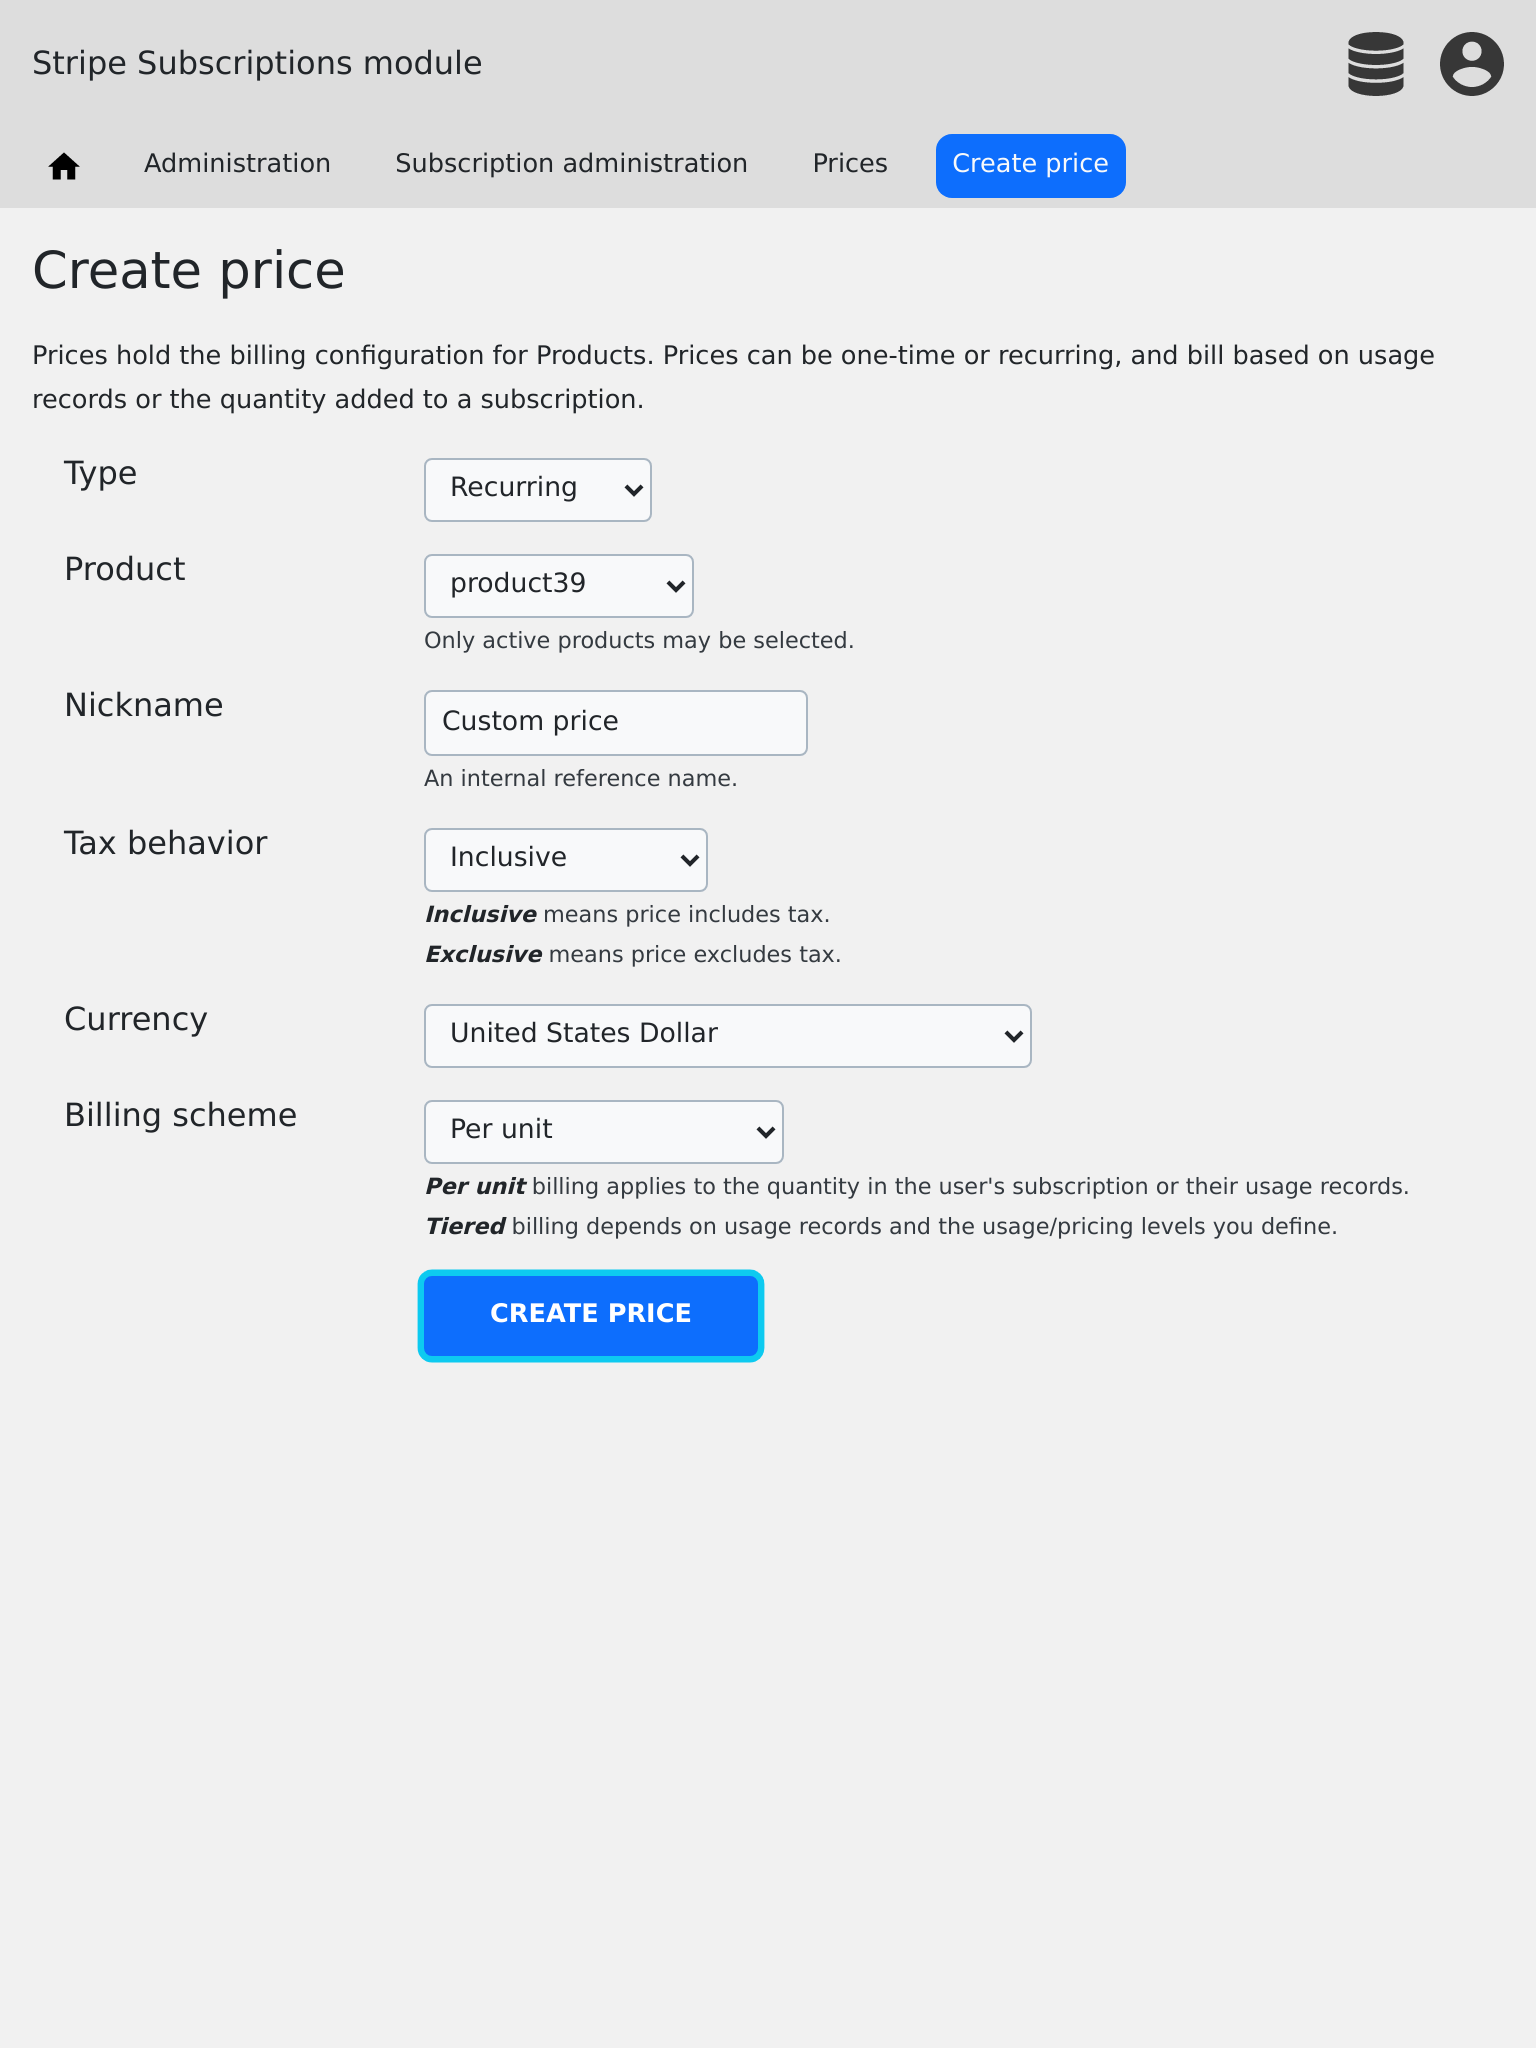 Stripe Subscriptions module
Administration Subscription administration Prices Create price
Create price
Prices hold the billing configuration for Products. Prices can be one-time or recurring, and bill based on usage
records or the quantity added to a subscription.
Type Recurring
Product product39
Only active products may be selected.
Nickname Custom price
An internal reference name.
Tax behavior Inclusive
Inclusive means price includes tax.
Exclusive means price excludes tax.
Currency United States Dollar
Billing scheme Per unit
Per unit billing applies to the quantity in the user's subscription or their usage records.
Tiered billing depends on usage records and the usage/pricing levels you define.
CREATE PRICE